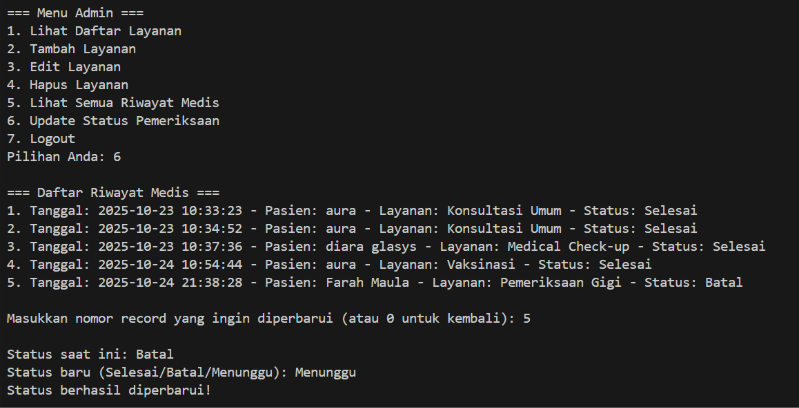 === Menu Admin ===
1. Lihat Daftar Layanan
2. Tambah Layanan
3. Edit Layanan
4. Hapus Layanan
5. Lihat Semua Riwayat Medis
6. Update Status Pemeriksaan
7. Logout
Pilihan Anda: 6
=== Daftar Riwayat Medis ===
1. Tanggal: 2025-10-23 10:33:23 - Pasien: aura - Layanan: Konsultasi Umum - Status: Selesai
2. Tanggal: 2025-10-23 10:34:52 - Pasien: aura - Layanan: Konsultasi Umum - Status: Selesai
3. Tanggal: 2025-10-23 10:37:36 - Pasien: diara glasys - Layanan: Medical Check-up - Status: Selesai
4. Tanggal: 2025-10-24 10:54:44 - Pasien: aura - Layanan: Vaksinasi - Status: Selesai
5. Tanggal: 2025-10-24 21:38:28 - Pasien: Farah Maula - Layanan: Pemeriksaan Gigi - Status: Batal
Masukkan nomor record yang ingin diperbarui (atau 0 untuk kembali): 5
Status saat ini: Batal
Status baru (Selesai/Batal/Menunggu): Menunggu
Status berhasil diperbarui!